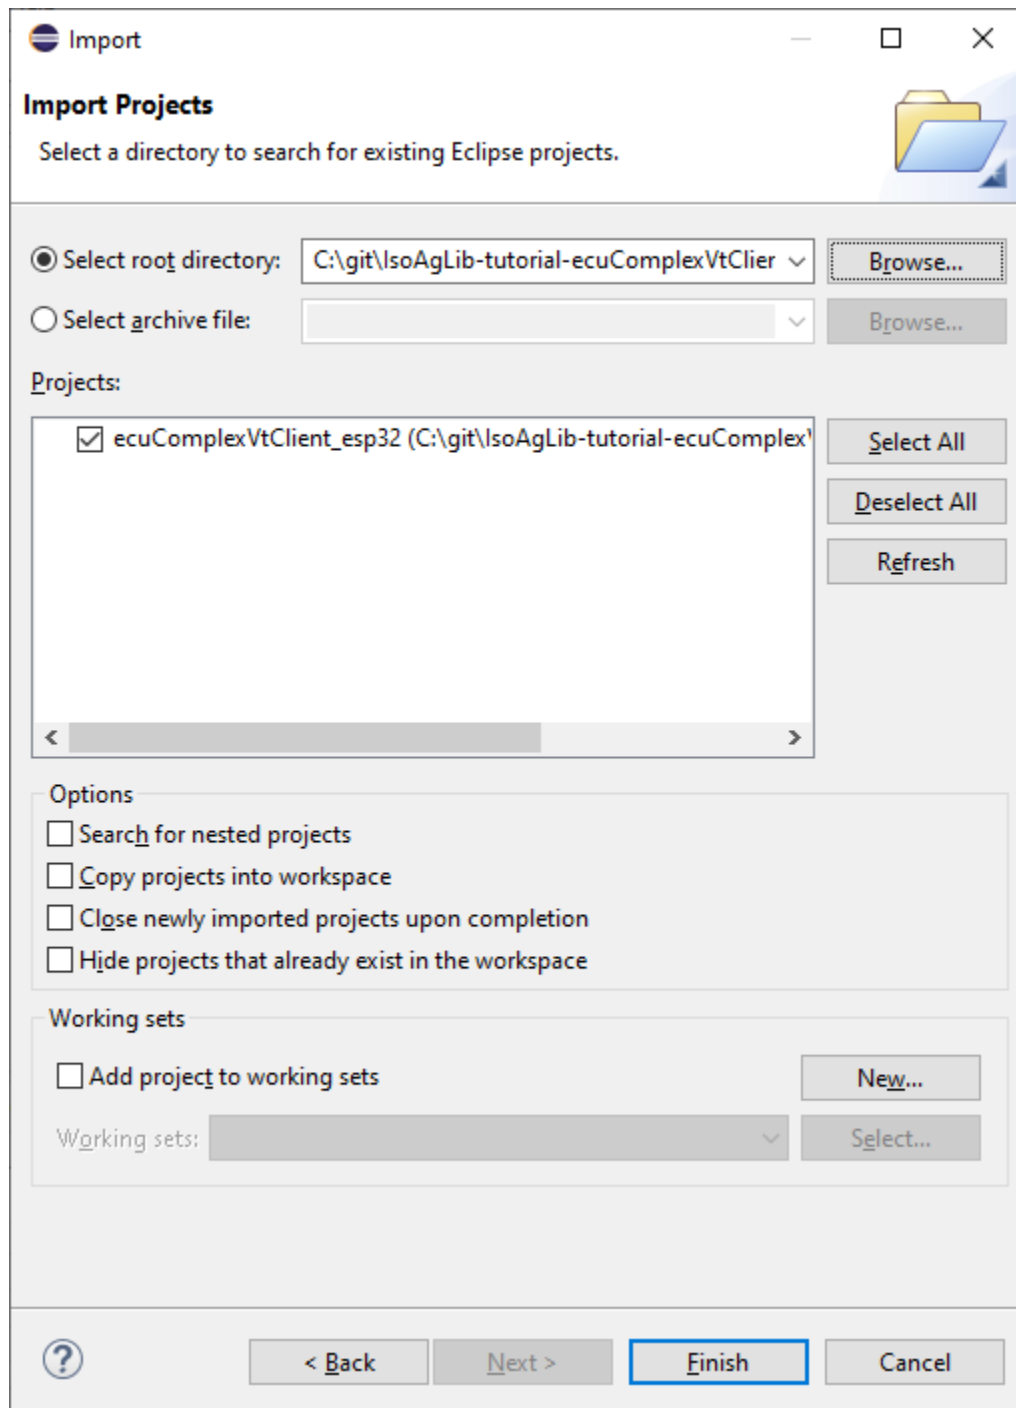 Import
Import Projects
Select a directory to search for existing Eclipse projects.
Select root directory: C:\git\IsoAgLib-tutorial-ecuComplexVtClier Browse...
Select archive file: Browse...
Projects:
ecuComplexVtClient_esp32 (C:\git\IsoAgLib-tutorial-ecuComplex
Select All
Deselect All
Refresh
Options
Search for nested projects
Copy projects into workspace
Close newly imported projects upon completion
Hide projects that already exist in the workspace
Working sets
Add project to working sets New...
Working sets: Select...
? < Back Next > Finish Cancel